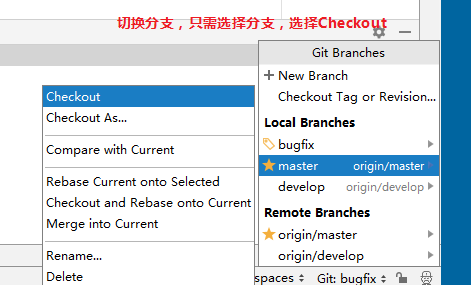 切换分支，只需选择分支，选择Checkout
Git Branches
New Branch
Checkout Tag or Revision...
Local Branches
bugfix
master origin/master
develop origin/develop
Remote Branches
origin/master
origin/develop
Checkout
Checkout As...
Compare with Current
Rebase Current onto Selected
Checkout and Rebase onto Current
Merge into Current
Rename...
Delete
spaces Git: bugfix